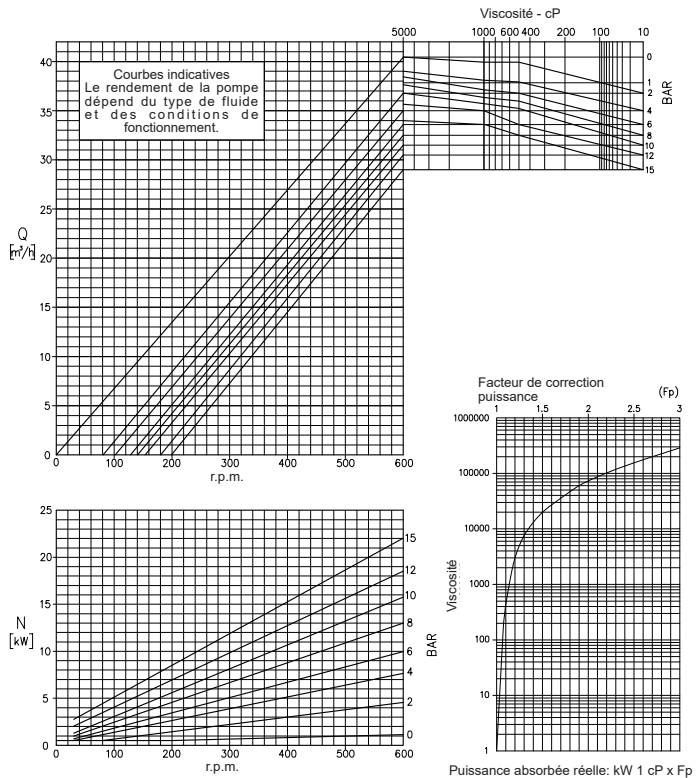 Viscosité - cP
5000 1000 600 400 200 100 10
Courbes indicatives
Le rendement de la pompe
dépend du type de fluide
et des conditions de
fonctionnement.
40
35
30
25
20
15
10
5
0
Q
[m³/h]
0 100 200 300 400 500 600
r.p.m.
0
1
2
4
6
8
10
12
15
BAR
25
20
15
10
5
0
N
[kW]
0 100 200 300 400 500 600
r.p.m.
15
12
10
8
6
4
2
0
BAR
Facteur de correction
puissance
(Fp)
1 1.5 2 2.5 3
1000000
100000
10000
1000
100
10
1
Viscosité
Puissance absorbée réelle: kW 1 cP x Fp